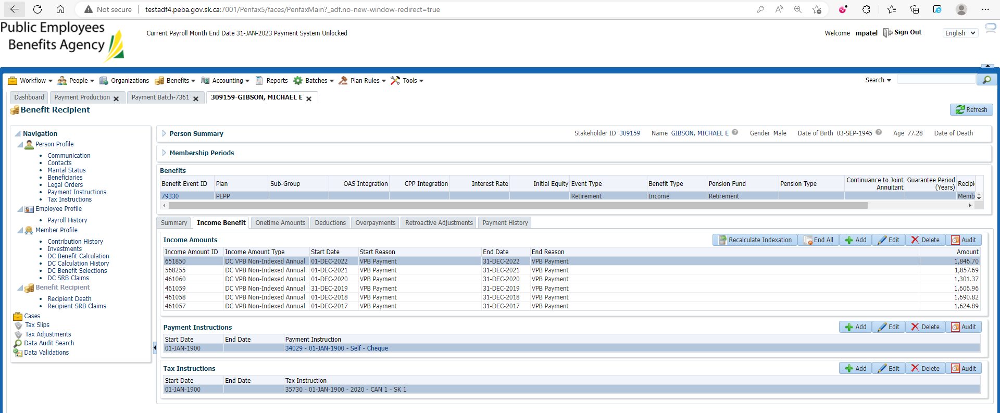 Not secure testadf4.peba.gov.sk.ca:7001/Penfax5/faces/PenfaxMain?_adf.no-new-window-redirect=true
Public Employees
Benefits Agency
Current Payroll Month End Date 31-JAN-2023 Payment System Unlocked
Welcome mpatel Sign Out English
Workflow People Organizations Benefits Accounting Reports Batches Plan Rules Tools Search
Dashboard Payment Production Payment Batch-7361 309159-GIBSON, MICHAEL E
Benefit Recipient Refresh
Navigation
Person Profile
Communication
Contacts
Marital Status
Beneficiaries
Legal Orders
Payment Instructions
Tax Instructions
Employee Profile
Payroll History
Member Profile
Contribution History
Investments
DC Benefit Calculation
DC Calculation History
DC Benefit Selections
DC SRB Claims
Benefit Recipient
Recipient Death
Recipient SRB Claims
Cases
Tax Slips
Tax Adjustments
Data Audit Search
Data Validations
Person Summary Stakeholder ID 309159 Name GIBSON, MICHAEL E Gender Male Date of Birth 03-SEP-1945 Age 77.28 Date of Death
Membership Periods
Benefits
Benefit Event ID Plan Sub-Group OAS Integration CPP Integration Interest Rate Initial Equity Event Type Benefit Type Pension Fund Pension Type Continuance to Joint Annuitant Guarantee Period (Years) Recipi
79330 PEPP Retirement Income Retirement Memb
Summary Income Benefit Onetime Amounts Deductions Overpayments Retroactive Adjustments Payment History
Income Amounts Recalculate Indexation End All Add Edit Delete Audit
Income Amount ID Income Amount Type Start Date Start Reason End Date End Reason Amount
651850 DC VPB Non-Indexed Annual 01-DEC-2022 VPB Payment 31-DEC-2022 VPB Payment 1,846.70
568255 DC VPB Non-Indexed Annual 01-DEC-2021 VPB Payment 31-DEC-2021 VPB Payment 1,857.69
461060 DC VPB Non-Indexed Annual 01-DEC-2020 VPB Payment 31-DEC-2020 VPB Payment 1,301.37
461059 DC VPB Non-Indexed Annual 31-DEC-2019 VPB Payment 31-DEC-2019 VPB Payment 1,606.96
461058 DC VPB Non-Indexed Annual 01-DEC-2018 VPB Payment 31-DEC-2018 VPB Payment 1,690.82
461057 DC VPB Non-Indexed Annual 01-DEC-2017 VPB Payment 31-DEC-2017 VPB Payment 1,624.89
Payment Instructions Add Edit Delete Audit
Start Date End Date Payment Instruction
01-JAN-1900 34029 - 01-JAN-1900 - Self - Cheque
Tax Instructions Add Edit Delete Audit
Start Date End Date Tax Instruction
01-JAN-1900 35730 - 01-JAN-1900 - 2020 - CAN 1 - SK 1